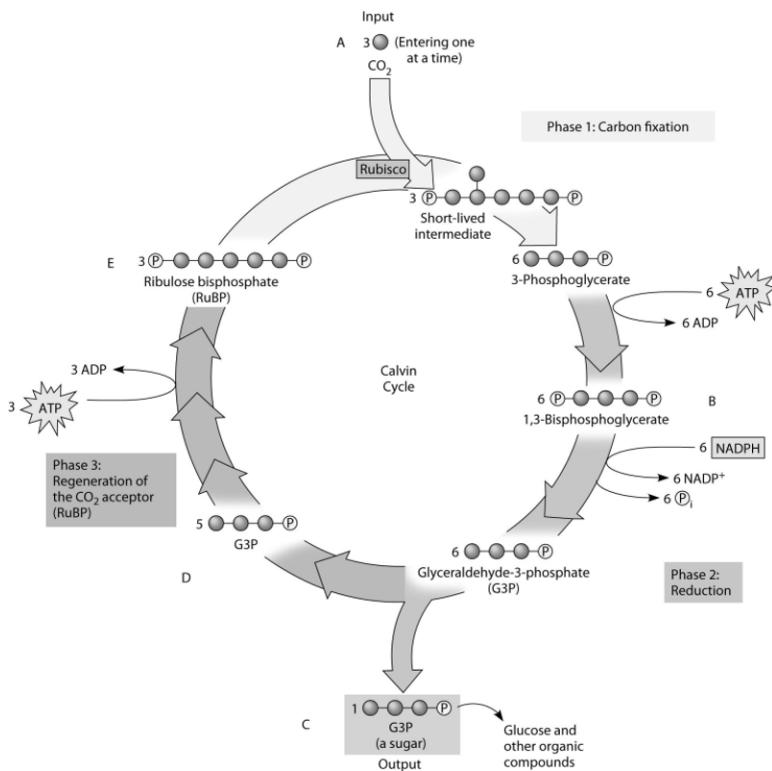 Input
A 3 (Entering one
at a time)
CO2
Phase 1: Carbon fixation
Rubisco
3 P P
Short-lived
intermediate
E 3 P P
Ribulose bisphosphate
(RuBP)
6 P
3-Phosphoglycerate
6 ATP
6 ADP
3 ADP
3 ATP
Calvin
Cycle
6 P P
1,3-Bisphosphoglycerate
B
6 NADPH
6 NADP+
6 Pi
Phase 3:
Regeneration of
the CO2 acceptor
(RuBP)
5 P
G3P
D
6 P
Glyceraldehyde-3-phosphate
(G3P)
Phase 2:
Reduction
C
1 P
G3P
(a sugar)
Output
Glucose and
other organic
compounds